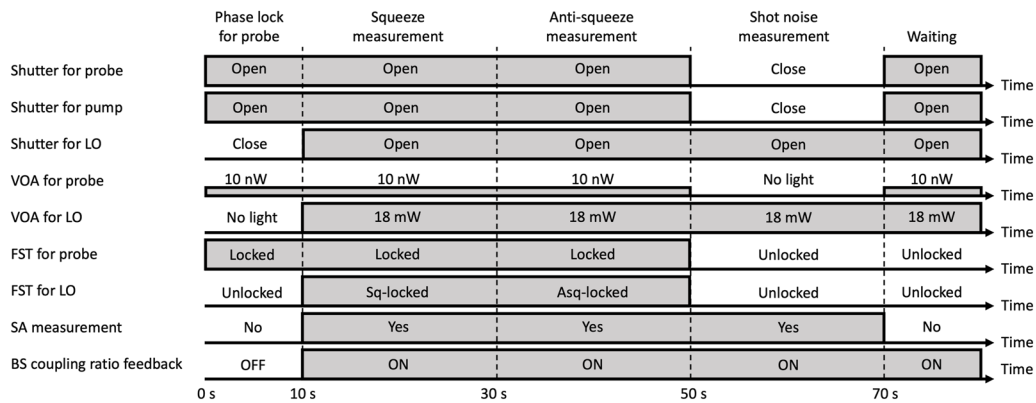 Phase lock for probe
Squeeze measurement
Anti-squeeze measurement
Shot noise measurement
Waiting
Shutter for probe Open Open Open Close Open Time
Shutter for pump Open Open Open Close Open Time
Shutter for LO Close Open Open Open Open Time
VOA for probe 10 nW 10 nW 10 nW No light 10 nW Time
VOA for LO No light 18 mW 18 mW 18 mW 18 mW Time
FST for probe Locked Locked Locked Unlocked Unlocked Time
FST for LO Unlocked Sq-locked Asq-locked Unlocked Unlocked Time
SA measurement No Yes Yes Yes No Time
BS coupling ratio feedback OFF ON ON ON ON Time
0 s 10 s 30 s 50 s 70 s